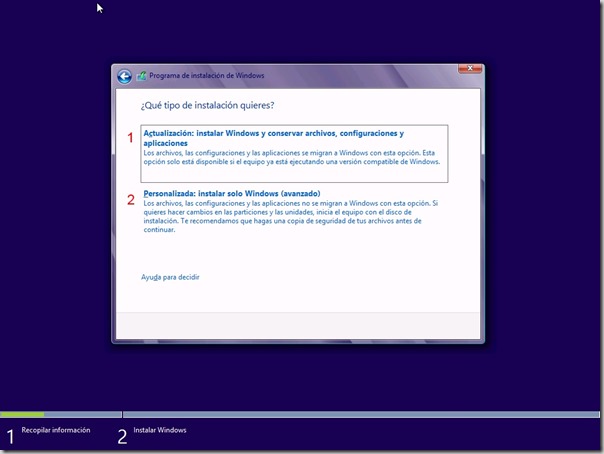 Programa de instalación de Windows
¿Qué tipo de instalación quieres?
1
Actualización: instalar Windows y conservar archivos, configuraciones y
aplicaciones
Los archivos, las configuraciones y las aplicaciones se migran a Windows con esta opción. Esta
opción solo está disponible si el equipo ya está ejecutando una versión compatible de Windows.
2
Personalizada: instalar solo Windows (avanzado)
Los archivos, las configuraciones y las aplicaciones no se migran a Windows con esta opción. Si
quieres hacer cambios en las particiones y las unidades, inicia el equipo con el disco de
instalación. Te recomendamos que hagas una copia de seguridad de tus archivos antes de
continuar.
Ayuda para decidir
1 Recopilar información
2 Instalar Windows